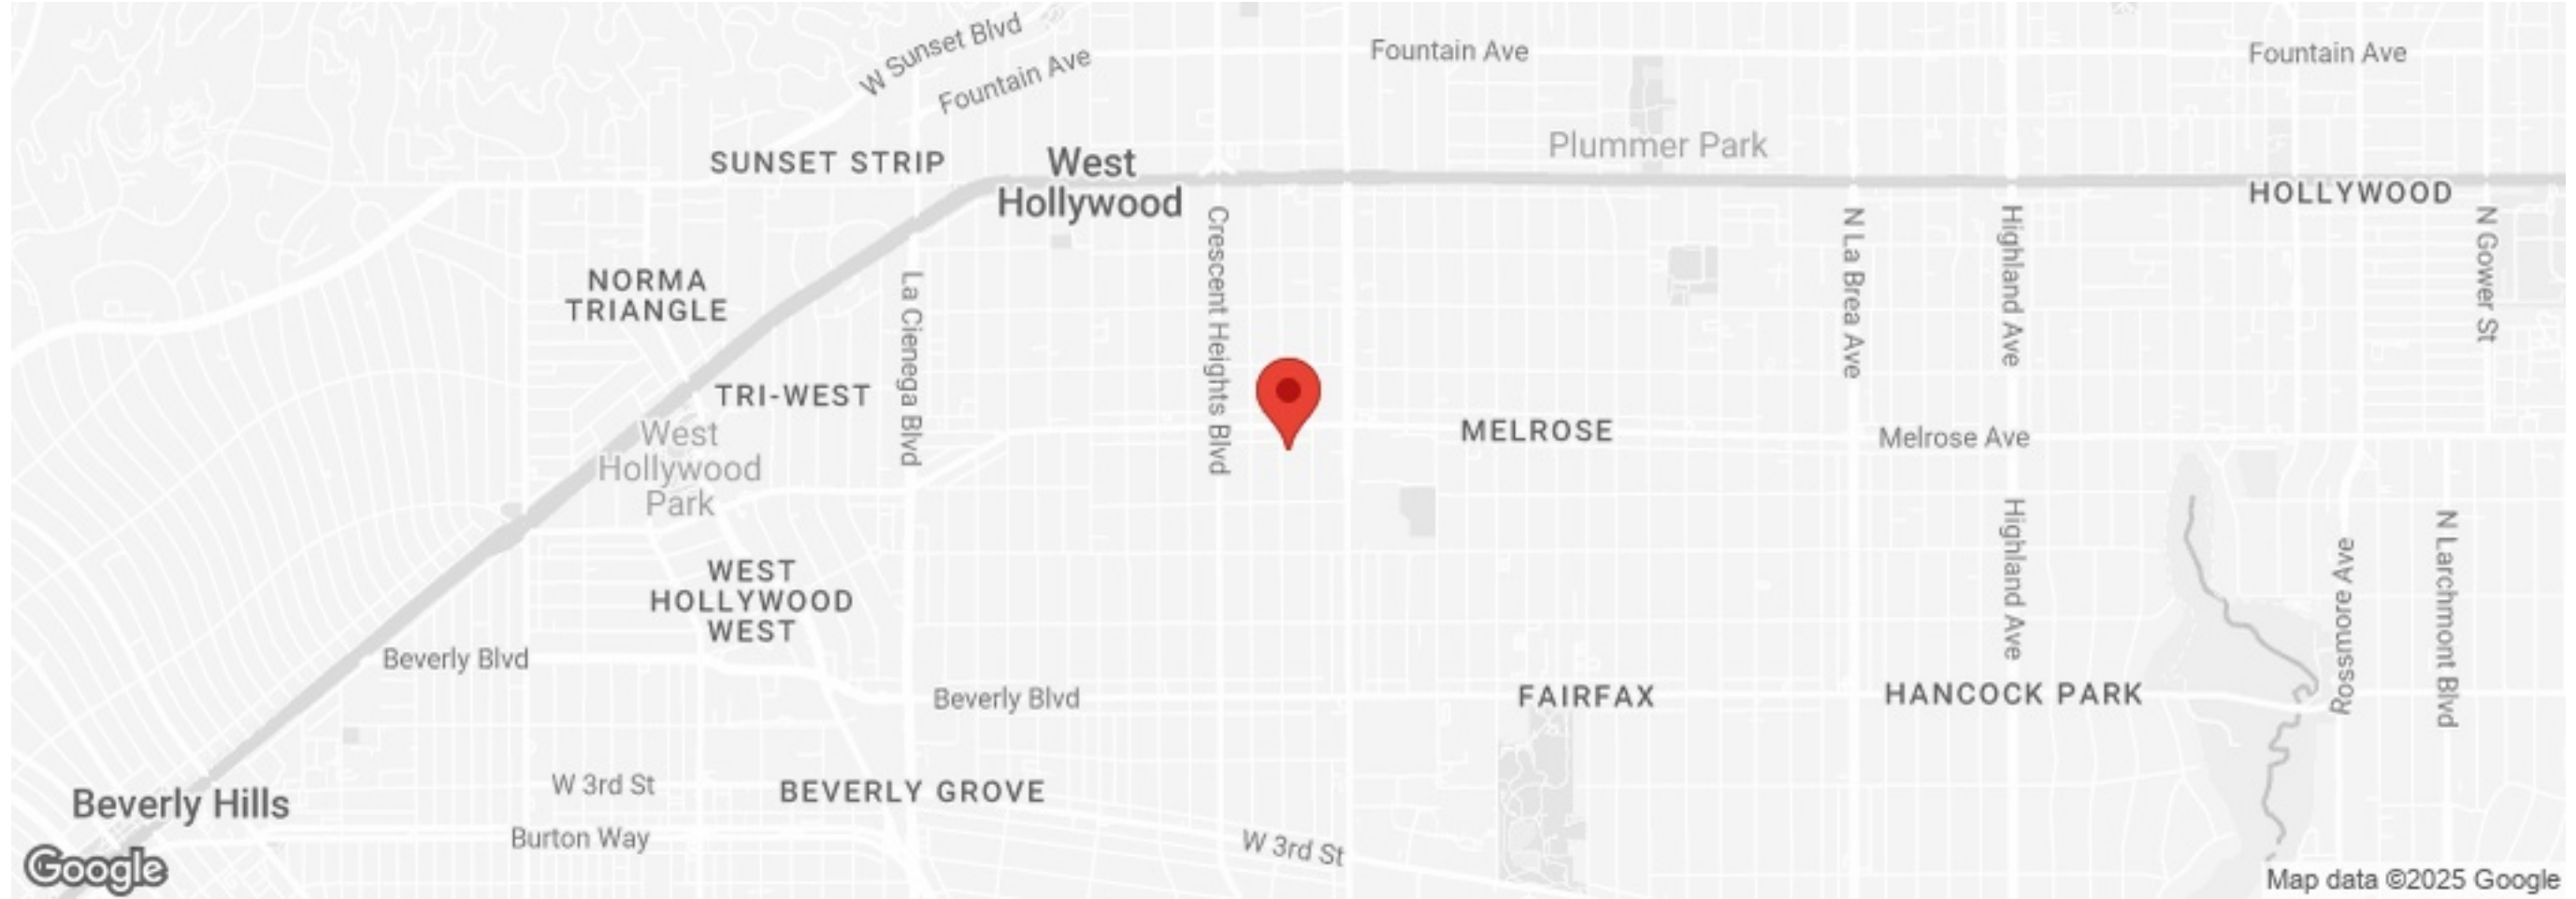 W Sunset Blvd
Fountain Ave
Fountain Ave
Fountain Ave
Plummer Park
SUNSET STRIP
West
Hollywood
HOLLYWOOD
Crescent Heights Blvd
N La Brea Ave
Highland Ave
N Gower St
NORMA
TRIANGLE
La Cienega Blvd
TRI-WEST
West
Hollywood
Park
MELROSE
Melrose Ave
Highland Ave
Rossmore Ave
N Larchmont Blvd
WEST
HOLLYWOOD
WEST
Beverly Blvd
Beverly Blvd
FAIRFAX
HANCOCK PARK
W 3rd St
BEVERLY GROVE
Beverly Hills
Burton Way
W 3rd St
Google
Map data ©2025 Google